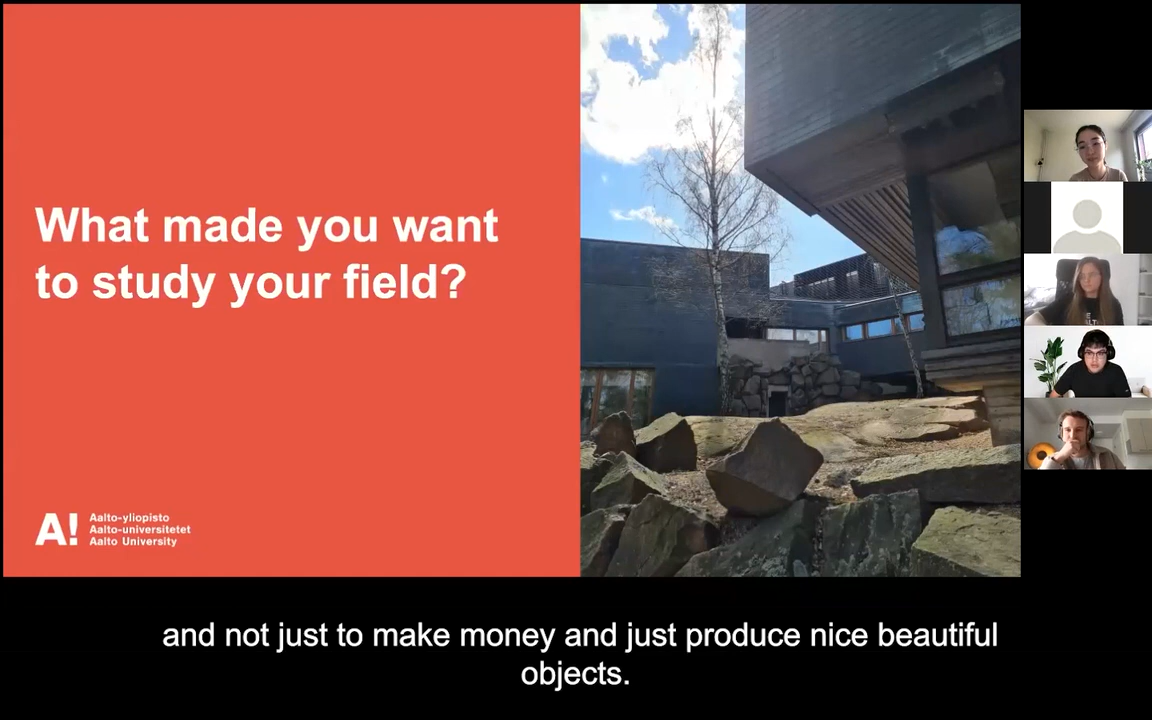 What made you want
to study your field?
A!
Aalto-yliopisto
Aalto-universitetet
Aalto University
and not just to make money and just produce nice beautiful
objects.